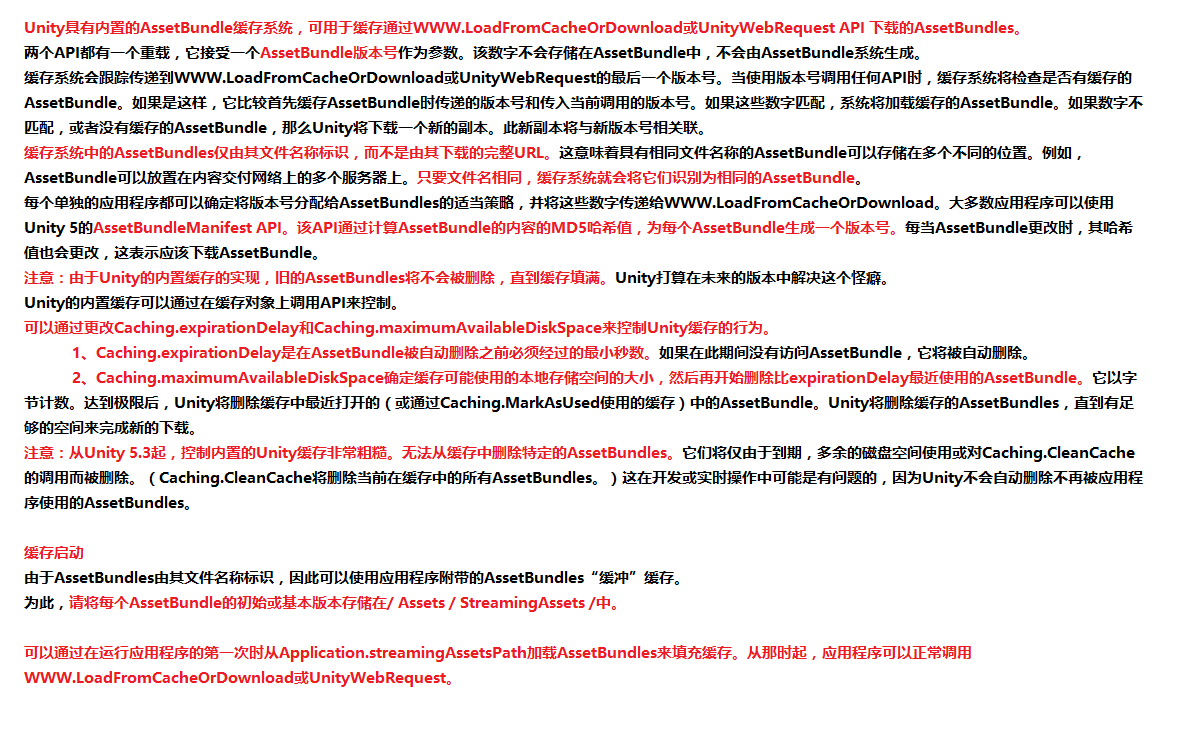 Unity具有内置的AssetBundle缓存系统，可用于缓存通过WWW.LoadFromCacheOrDownload或UnityWebRequest API 下载的AssetBundles。
两个API都有一个重载，它接受一个AssetBundle版本号作为参数。该数字不会存储在AssetBundle中，不会由AssetBundle系统生成。
缓存系统会跟踪传递到WWW.LoadFromCacheOrDownload或UnityWebRequest的最后一个版本号。当使用版本号调用任何API时，缓存系统将检查是否有缓存的
AssetBundle。如果是这样，它比较首先缓存AssetBundle时传递的版本号和传入当前调用的版本号。如果这些数字匹配，系统将加载缓存的AssetBundle。如果数字不
匹配，或者没有缓存的AssetBundle，那么Unity将下载一个新的副本。此新副本将与新版本号相关联。
缓存系统中的AssetBundles仅由其文件名称标识，而不是由其下载的完整URL。这意味着具有相同文件名称的AssetBundle可以存储在多个不同的位置。例如，
AssetBundle可以放置在内容交付网络上的多个服务器上。只要文件名相同，缓存系统就会将它们识别为相同的AssetBundle。
每个单独的应用程序都可以确定将版本号分配给AssetBundles的适当策略，并将这些数字传递给WWW.LoadFromCacheOrDownload。大多数应用程序可以使用
Unity 5的AssetBundleManifest API。该API通过计算AssetBundle的内容的MD5哈希值，为每个AssetBundle生成一个版本号。每当AssetBundle更改时，其哈希
值也会更改，这表示应该下载AssetBundle。
注意：由于Unity的内置缓存的实现，旧的AssetBundles将不会被删除，直到缓存填满。Unity打算在未来的版本中解决这个怪癖。
Unity的内置缓存可以通过在缓存对象上调用API来控制。
可以通过更改Caching.expirationDelay和Caching.maximumAvailableDiskSpace来控制Unity缓存的行为。
1、Caching.expirationDelay是在AssetBundle被自动删除之前必须经过的最小秒数。如果在此期间没有访问AssetBundle，它将被自动删除。
2、Caching.maximumAvailableDiskSpace确定缓存可能使用的本地存储空间的大小，然后再开始删除比expirationDelay最近使用的AssetBundle。它以字
节计数。达到极限后，Unity将删除缓存中最近打开的（或通过Caching.MarkAsUsed使用的缓存）中的AssetBundle。Unity将删除缓存的AssetBundles，直到有足
够的空间来完成新的下载。
注意：从Unity 5.3起，控制内置的Unity缓存非常粗糙。无法从缓存中删除特定的AssetBundles。它们将仅由于到期，多余的磁盘空间使用或对Caching.CleanCache
的调用而被删除。（Caching.CleanCache将删除当前在缓存中的所有AssetBundles。）这在开发或实时操作中可能是有问题的，因为Unity不会自动删除不再被应用程
序使用的AssetBundles。
缓存启动
由于AssetBundles由其文件名称标识，因此可以使用应用程序附带的AssetBundles“缓冲”缓存。
为此，请将每个AssetBundle的初始或基本版本存储在/ Assets / StreamingAssets /中。
可以通过在运行应用程序的第一次时从Application.streamingAssetsPath加载AssetBundles来填充缓存。从那时起，应用程序可以正常调用
WWW.LoadFromCacheOrDownload或UnityWebRequest。